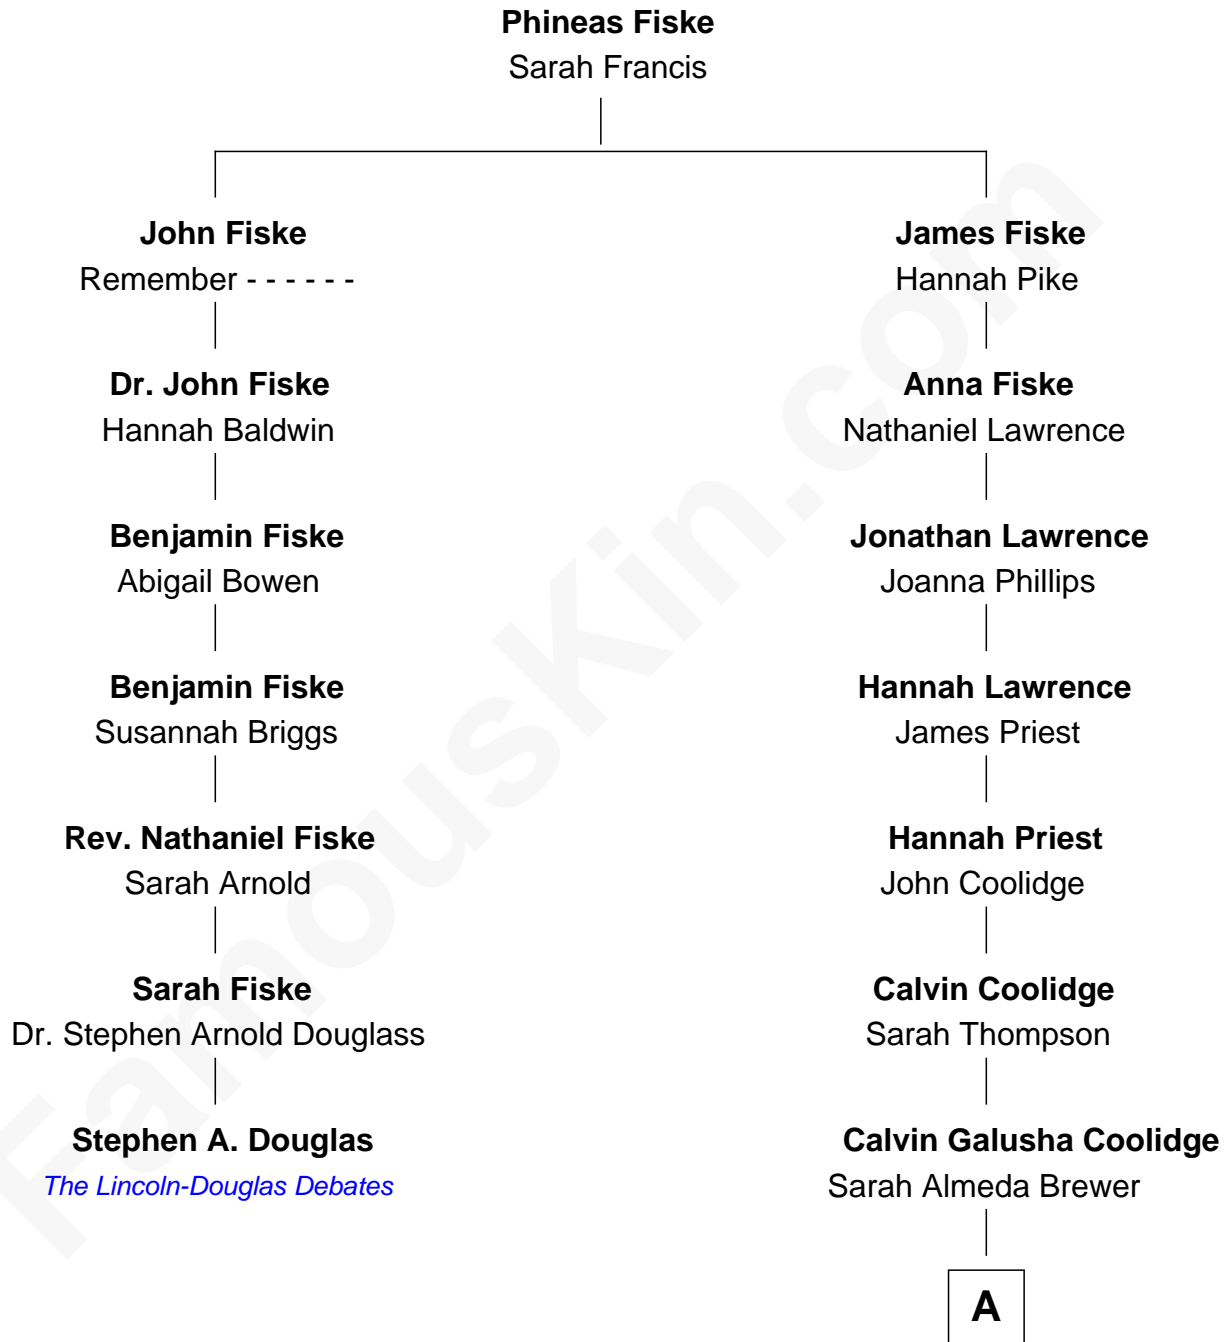 Phineas Fiske
Sarah Francis
John Fiske
Remember - - - - - -
James Fiske
Hannah Pike
Dr. John Fiske
Hannah Baldwin
Anna Fiske
Nathaniel Lawrence
Benjamin Fiske
Abigail Bowen
Jonathan Lawrence
Joanna Phillips
Benjamin Fiske
Susannah Briggs
Hannah Lawrence
James Priest
Rev. Nathaniel Fiske
Sarah Arnold
Hannah Priest
John Coolidge
Sarah Fiske
Dr. Stephen Arnold Douglass
Calvin Coolidge
Sarah Thompson
Stephen A. Douglas
The Lincoln-Douglas Debates
Calvin Galusha Coolidge
Sarah Almeda Brewer
A
FamousKin.com